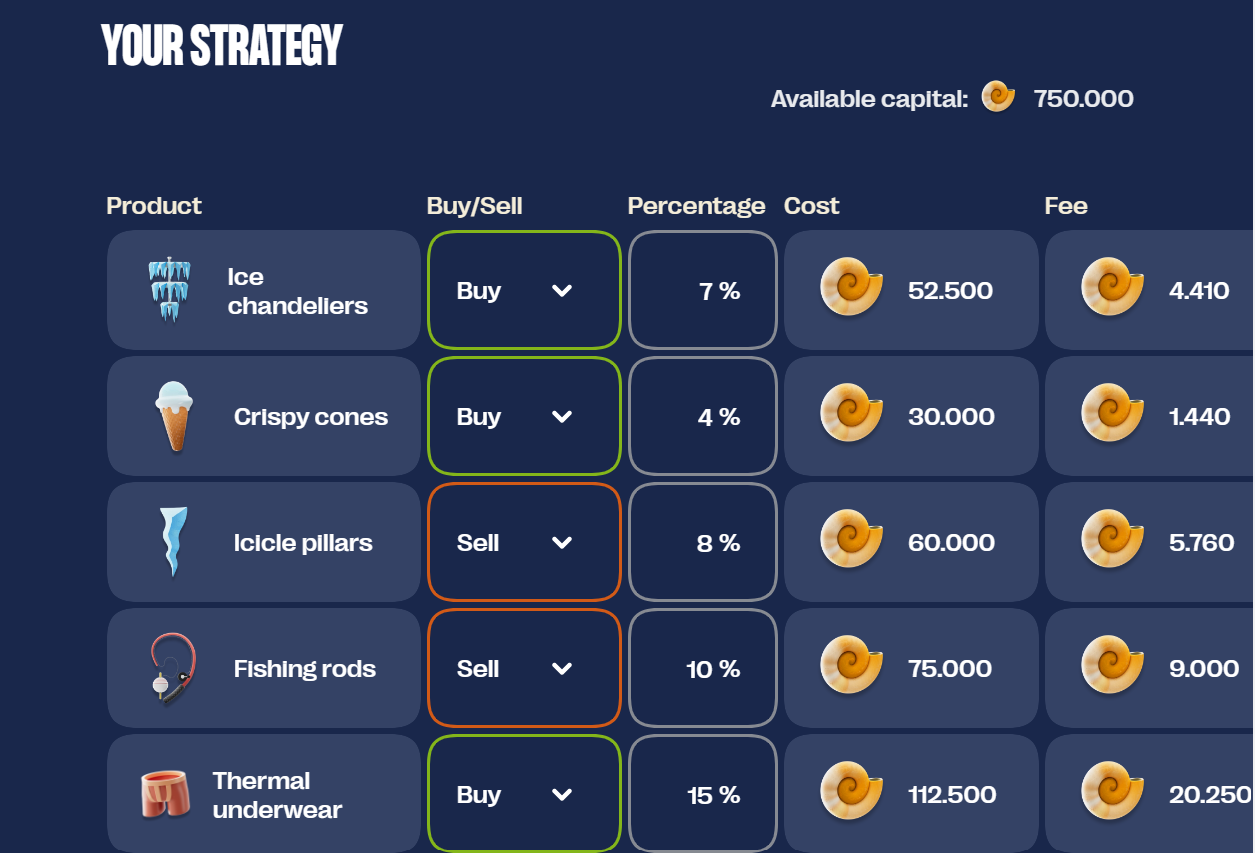 YOUR STRATEGY
Available capital: 750.000
Product Buy/Sell Percentage Cost Fee
Ice
chandeliers
Buy 7 % 52.500 4.410
Crispy cones Buy 4 % 30.000 1.440
Icicle pillars Sell 8 % 60.000 5.760
Fishing rods Sell 10 % 75.000 9.000
Thermal
underwear
Buy 15 % 112.500 20.250